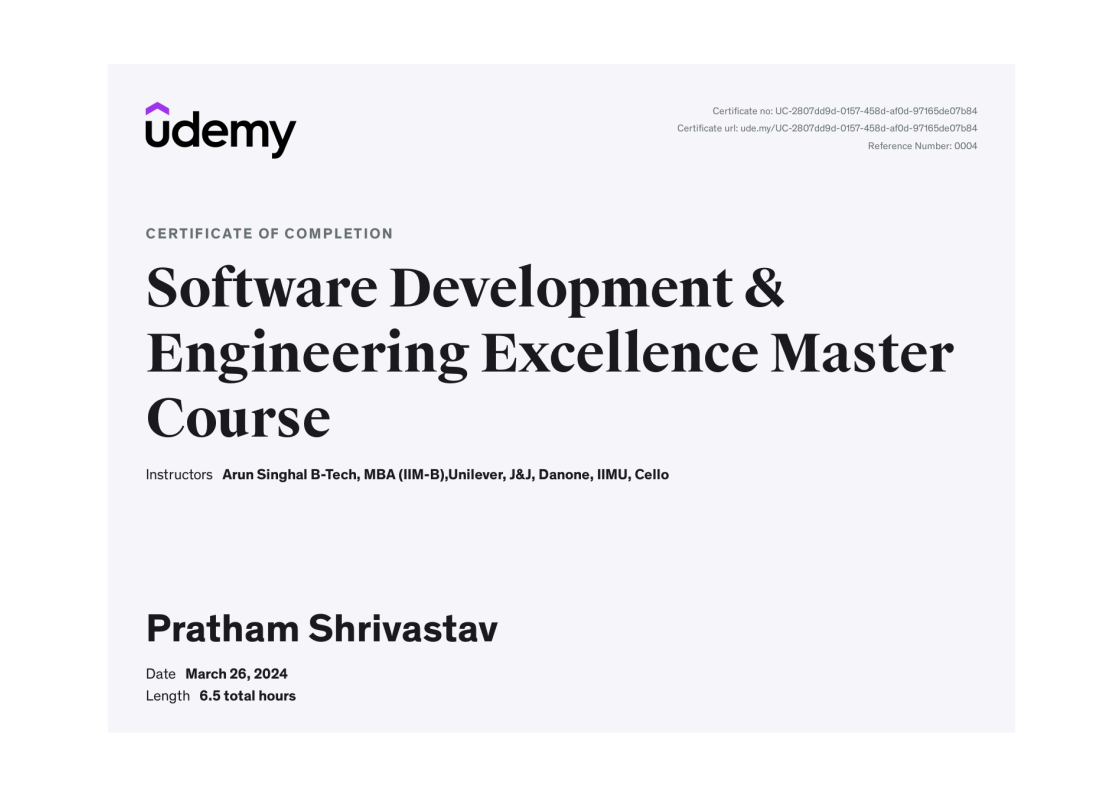 udemy
Certificate no: UC-2807dd9d-0157-458d-af0d-97165de07b84
Certificate url: ude.my/UC-2807dd9d-0157-458d-af0d-97165de07b84
Reference Number: 0004
CERTIFICATE OF COMPLETION
Software Development &
Engineering Excellence Master
Course
Instructors Arun Singhal B-Tech, MBA (IIM-B),Unilever, J&J, Danone, IIMU, Cello
Pratham Shrivastav
Date March 26, 2024
Length 6.5 total hours